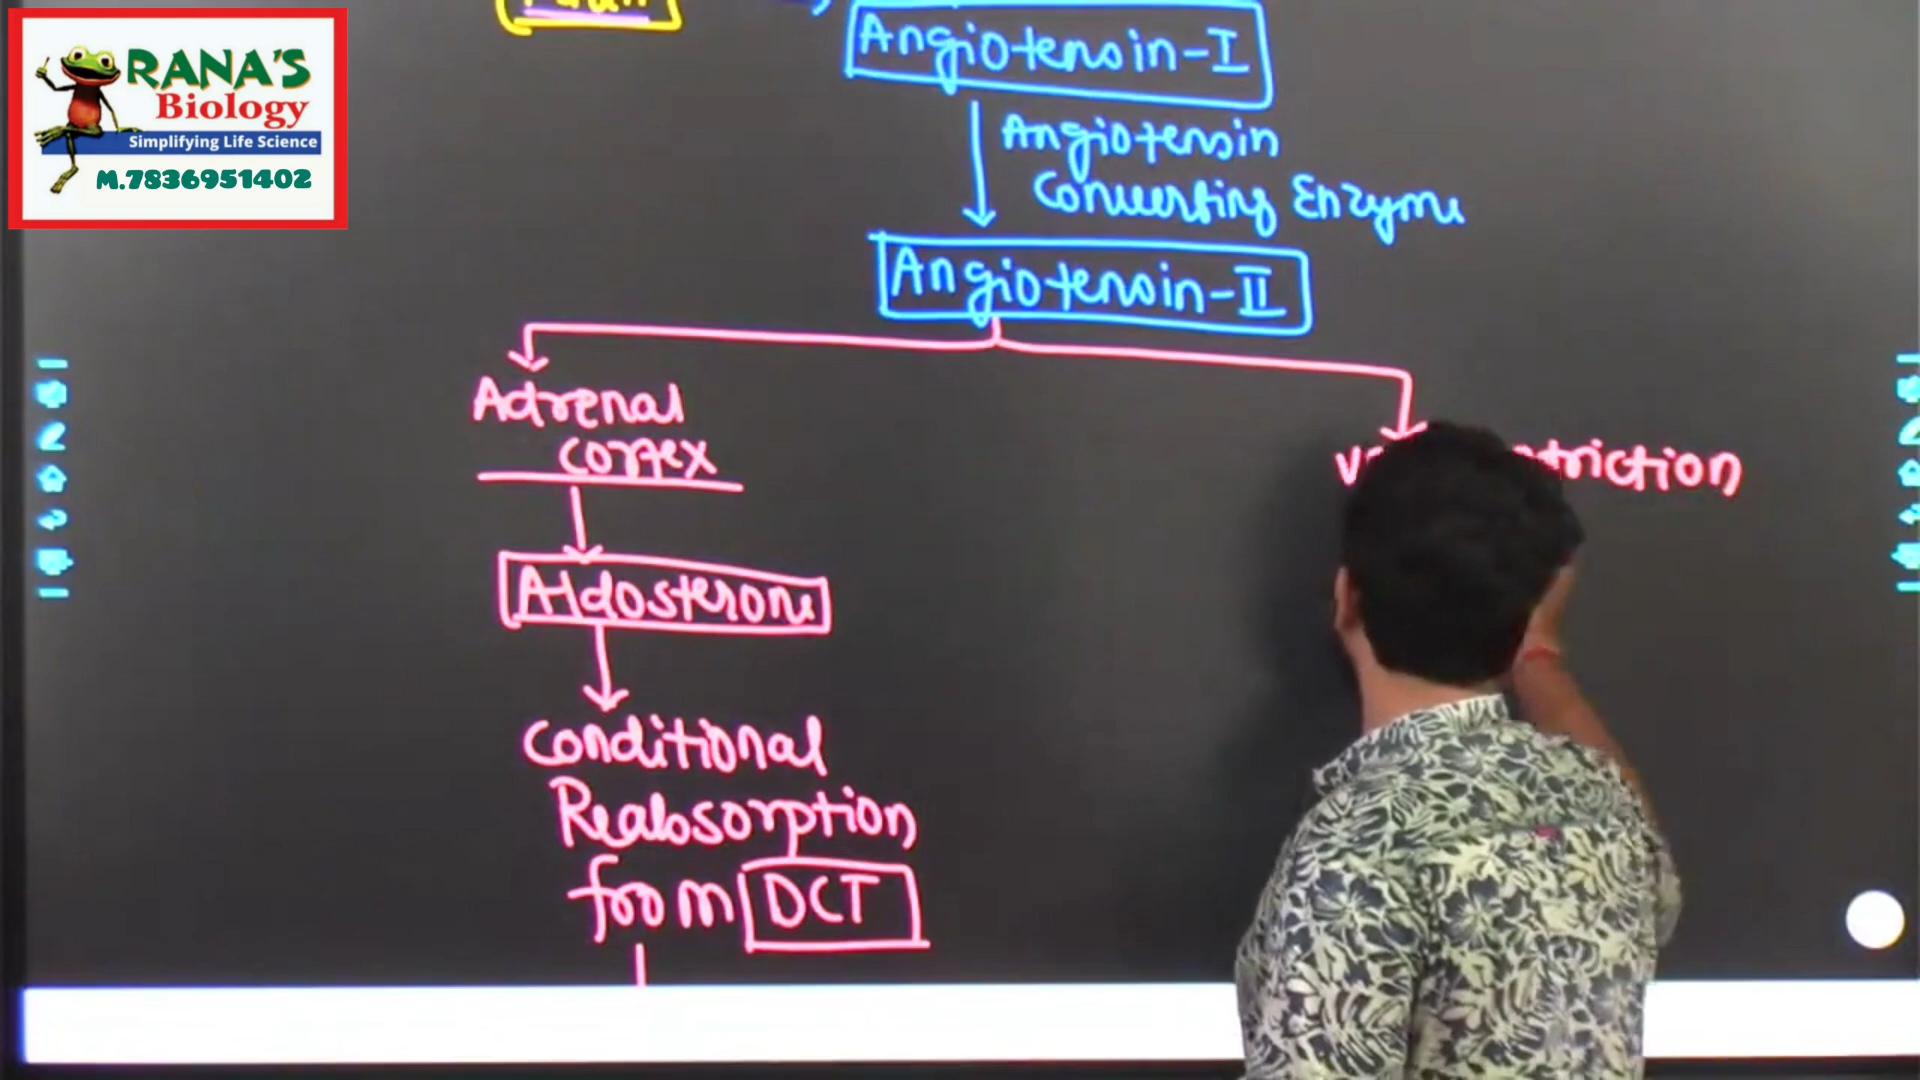 RANA'S
Biology
Simplifying Life Science
M.7836951402
Angiotensin-I
Angiotensin
Converting Enzyme
Angiotensin-II
Adrenal
cortex
Aldosterone
Conditional
Reabsorption
from DCT